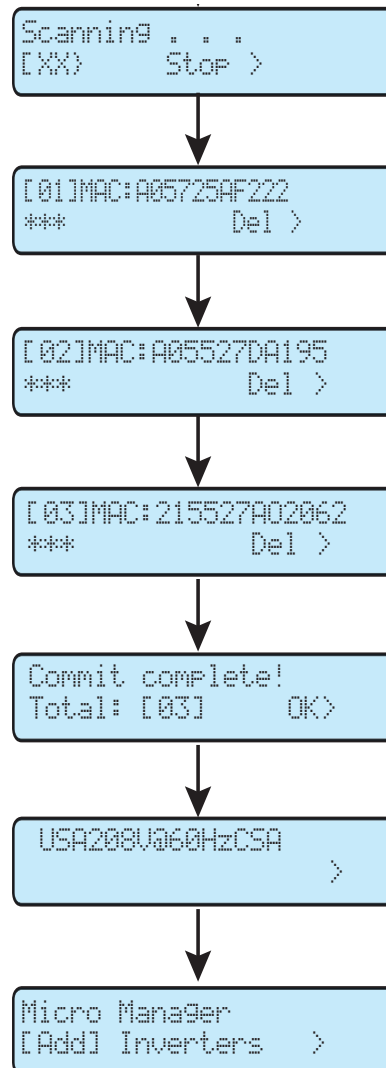 Scanning . . .
[XX) Stop >
[01]MAC:A05725AF222
*** Del >
[02]MAC:A05527DA195
*** Del >
[03]MAC:215527AO2062
*** Del >
Commit complete!
Total: [03] OK>
USA208V@60HzCSA
>
Micro Manager
[Add] Inverters >